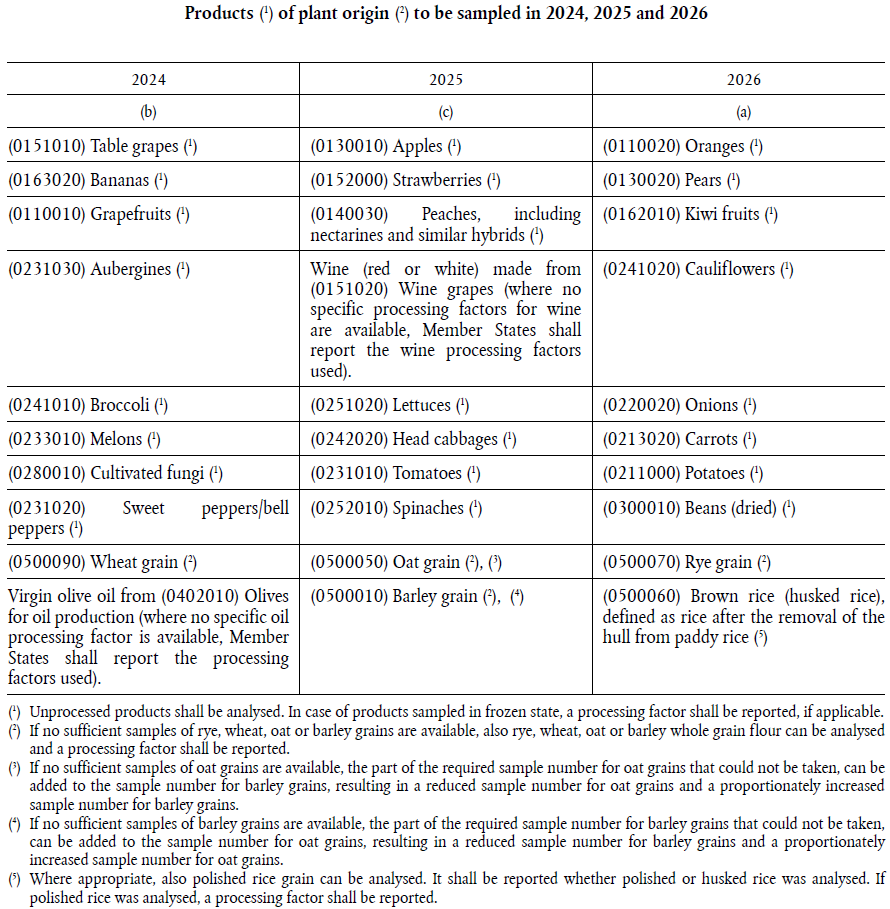 Products (¹) of plant origin (²) to be sampled in 2024, 2025 and 2026
2024 2025 2026
(b) (c) (a)
(0151010) Table grapes (¹) (0130010) Apples (¹) (0110020) Oranges (¹)
(0163020) Bananas (¹) (0152000) Strawberries (¹) (0130020) Pears (¹)
(0110010) Grapefruits (¹) (0140030) Peaches, including (0162010) Kiwi fruits (¹)
nectarines and similar hybrids (¹)
(0231030) Aubergines (¹) Wine (red or white) made from (0241020) Cauliflowers (¹)
(0151020) Wine grapes (where no
specific processing factors for wine
are available, Member States shall
report the wine processing factors
used).
(0241010) Broccoli (¹) (0251020) Lettuces (¹) (0220020) Onions (¹)
(0233010) Melons (¹) (0242020) Head cabbages (¹) (0213020) Carrots (¹)
(0280010) Cultivated fungi (¹) (0231010) Tomatoes (¹) (0211000) Potatoes (¹)
(0231020) Sweet peppers/bell (0252010) Spinaches (¹) (0300010) Beans (dried) (¹)
peppers (¹)
(0500090) Wheat grain (²) (0500050) Oat grain (²), (³) (0500070) Rye grain (²)
Virgin olive oil from (0402010) Olives (0500010) Barley grain (²), (⁴) (0500060) Brown rice (husked rice),
for oil production (where no specific oil defined as rice after the removal of the
processing factor is available, Member hull from paddy rice (⁵)
States shall report the processing
factors used).
(¹) Unprocessed products shall be analysed. In case of products sampled in frozen state, a processing factor shall be reported, if applicable.
(²) If no sufficient samples of rye, wheat, oat or barley grains are available, also rye, wheat, oat or barley whole grain flour can be analysed
and a processing factor shall be reported.
(³) If no sufficient samples of oat grains are available, the part of the required sample number for oat grains that could not be taken, can be
added to the sample number for barley grains, resulting in a reduced sample number for oat grains and a proportionately increased
sample number for barley grains.
(⁴) If no sufficient samples of barley grains are available, the part of the required sample number for barley grains that could not be taken,
can be added to the sample number for oat grains, resulting in a reduced sample number for barley grains and a proportionately
increased sample number for oat grains.
(⁵) Where appropriate, also polished rice grain can be analysed. It shall be reported whether polished or husked rice was analysed. If
polished rice was analysed, a processing factor shall be reported.